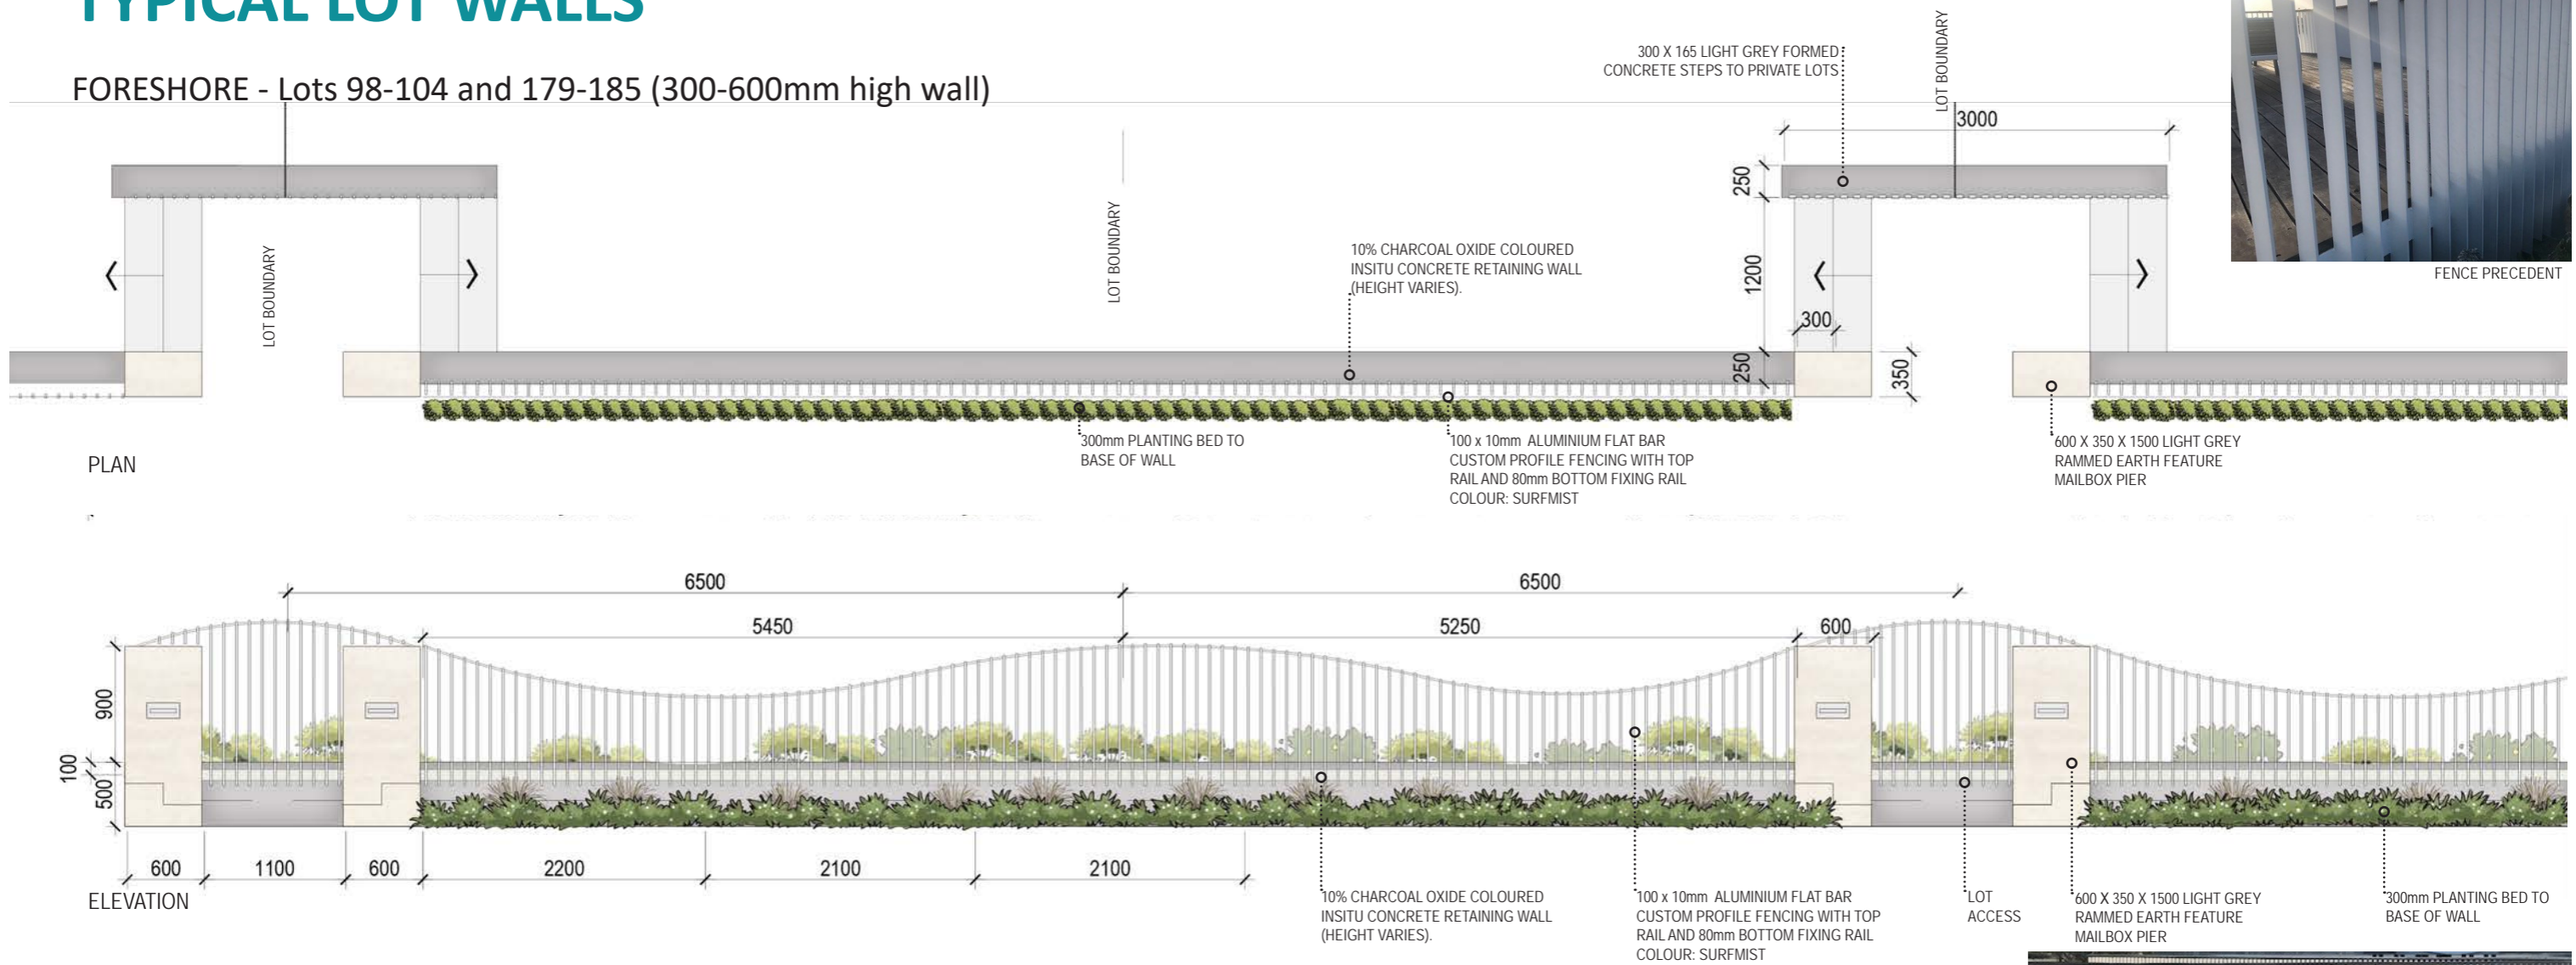 TYPICAL LOT WALLS
FORESHORE - Lots 98-104 and 179-185 (300-600mm high wall)
300 X 165 LIGHT GREY FORMED
CONCRETE STEPS TO PRIVATE LOTS
LOT BOUNDARY
3000
250
1200
300
250
350
LOT BOUNDARY
LOT BOUNDARY
10% CHARCOAL OXIDE COLOURED
INSITU CONCRETE RETAINING WALL
(HEIGHT VARIES).
FENCE PRECEDENT
300mm PLANTING BED TO
BASE OF WALL
100 x 10mm ALUMINIUM FLAT BAR
CUSTOM PROFILE FENCING WITH TOP
RAIL AND 80mm BOTTOM FIXING RAIL
COLOUR: SURFMIST
600 X 350 X 1500 LIGHT GREY
RAMMED EARTH FEATURE
MAILBOX PIER
PLAN
6500
6500
5450
5250
600
900
100
500
600
1100
600
2200
2100
2100
ELEVATION
10% CHARCOAL OXIDE COLOURED
INSITU CONCRETE RETAINING WALL
(HEIGHT VARIES).
100 x 10mm ALUMINIUM FLAT BAR
CUSTOM PROFILE FENCING WITH TOP
RAIL AND 80mm BOTTOM FIXING RAIL
COLOUR: SURFMIST
LOT
ACCESS
600 X 350 X 1500 LIGHT GREY
RAMMED EARTH FEATURE
MAILBOX PIER
300mm PLANTING BED TO
BASE OF WALL